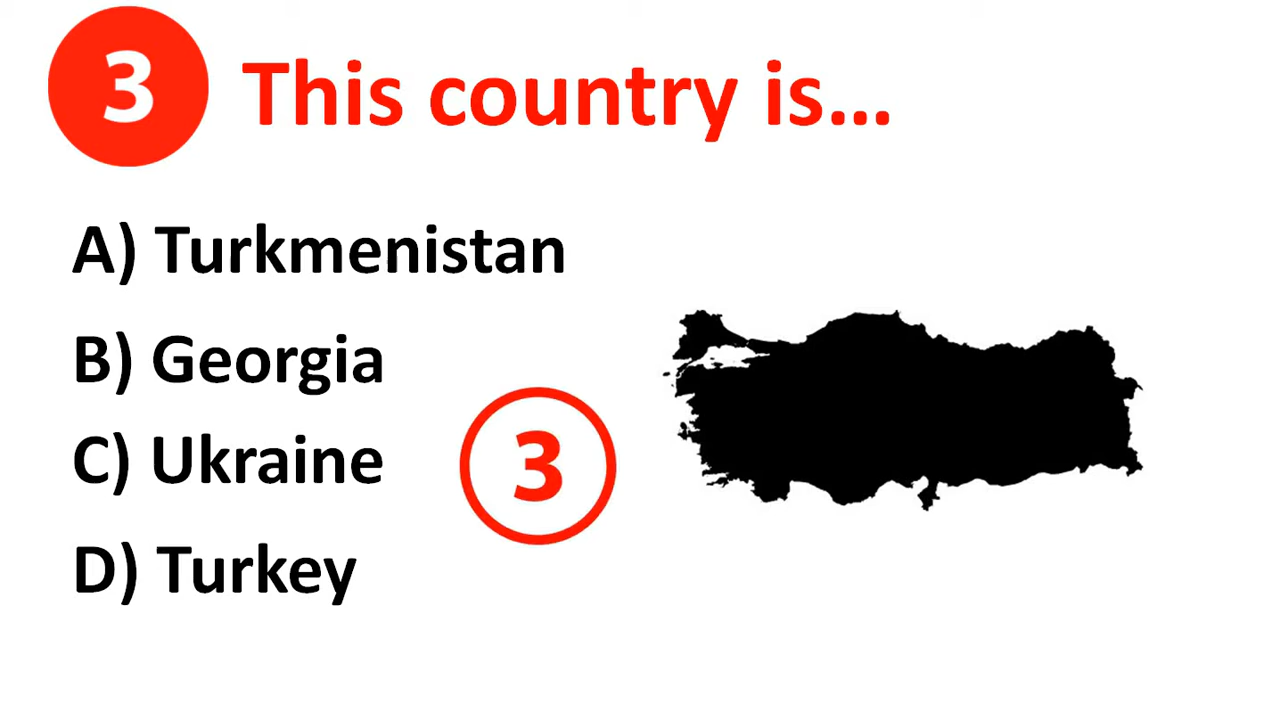 3 This country is...
A) Turkmenistan
B) Georgia
C) Ukraine
3
D) Turkey